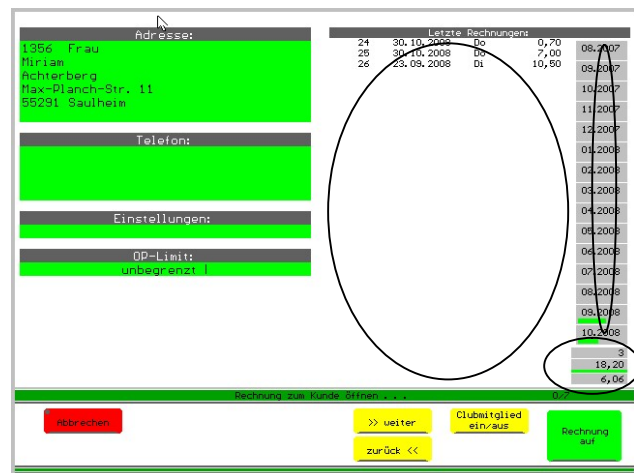 Adresse:
1356 Frau
Miriam
Achterberg
Max-Planch-Str. 11
55291 Saulheim
Telefon:
Einstellungen:
OP-Limit:
unbegrenzt
Letzte Rechnungen:
24 30.10.2008 Do 0,70
25 30.10.2008 Do 7,00
26 23.09.2008 Di 10,50
08.2007
09.2007
10.2007
11.2007
12.2007
01.2008
02.2008
03.2008
04.2008
05.2008
06.2008
07.2008
08.2008
09.2008
10.2008
3
18,20
6,06
Rechnung zum Kunde öffnen . . . 0/7
Abbrechen
>> weiter
zurück <<
Clubmitglied
ein/aus
Rechnung
auf